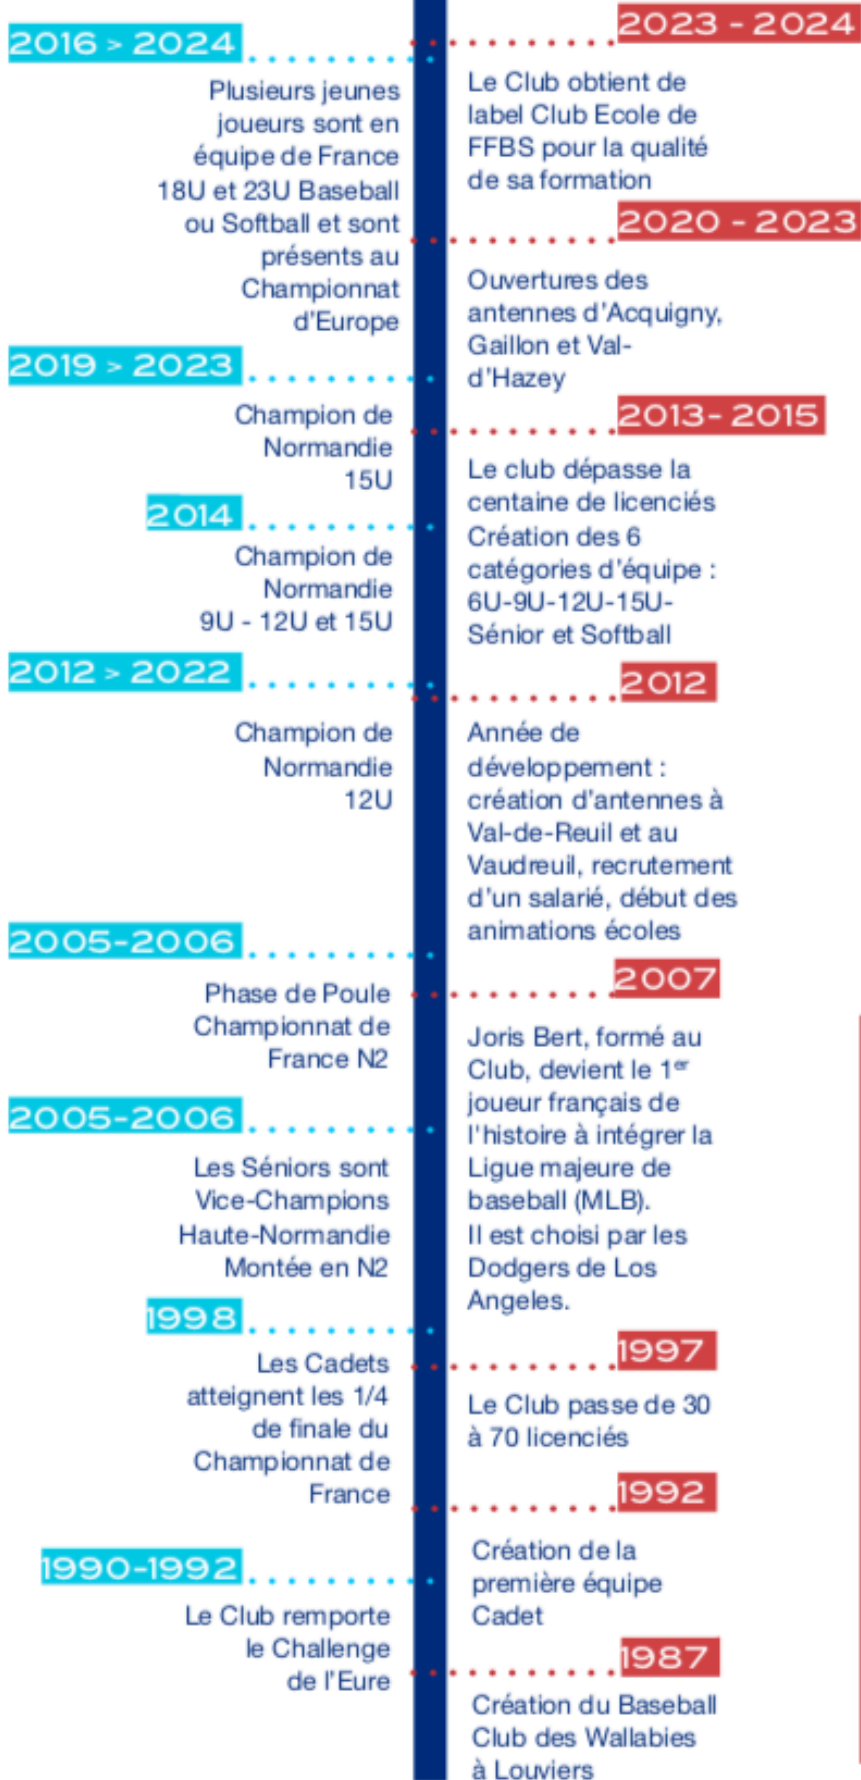 2016 > 2024
Plusieurs jeunes
joueurs sont en
équipe de France
18U et 23U Baseball
ou Softball et sont
présents au
Championnat
d'Europe
2019 > 2023
Champion de
Normandie
15U
2014
Champion de
Normandie
9U - 12U et 15U
2012 > 2022
Champion de
Normandie
12U
2005-2006
Phase de Poule
Championnat de
France N2
2005-2006
Les Séniors sont
Vice-Champions
Haute-Normandie
Montée en N2
1998
Les Cadets
atteignent les 1/4
de finale du
Championnat de
France
1990-1992
Le Club remporte
le Challenge
de l'Eure
2023 - 2024
Le Club obtient de
label Club Ecole de
FFBS pour la qualité
de sa formation
2020 - 2023
Ouvertures des
antennes d'Acquigny,
Gaillon et Val-
d'Hazey
2013- 2015
Le club dépasse la
centaine de licenciés
Création des 6
catégories d'équipe :
6U-9U-12U-15U-
Sénior et Softball
2012
Année de
développement :
création d'antennes à
Val-de-Reuil et au
Vaudreuil, recrutement
d'un salarié, début des
animations écoles
2007
Joris Bert, formé au
Club, devient le 1er
joueur français de
l'histoire à intégrer la
Ligue majeure de
baseball (MLB).
Il est choisi par les
Dodgers de Los
Angeles.
1997
Le Club passe de 30
à 70 licenciés
1992
Création de la
première équipe
Cadet
1987
Création du Baseball
Club des Wallabies
à Louviers